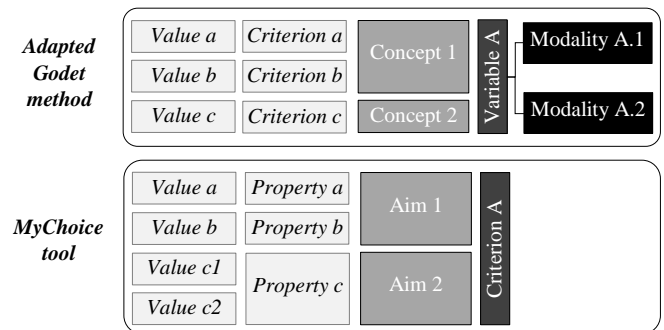 Adapted
Godet
method
Value a
Criterion a
Value b
Criterion b
Value c
Criterion c
Concept 1
Concept 2
Variable A
Modality A.1
Modality A.2
MyChoice
tool
Value a
Property a
Value b
Property b
Value c1
Value c2
Property c
Aim 1
Aim 2
Criterion A